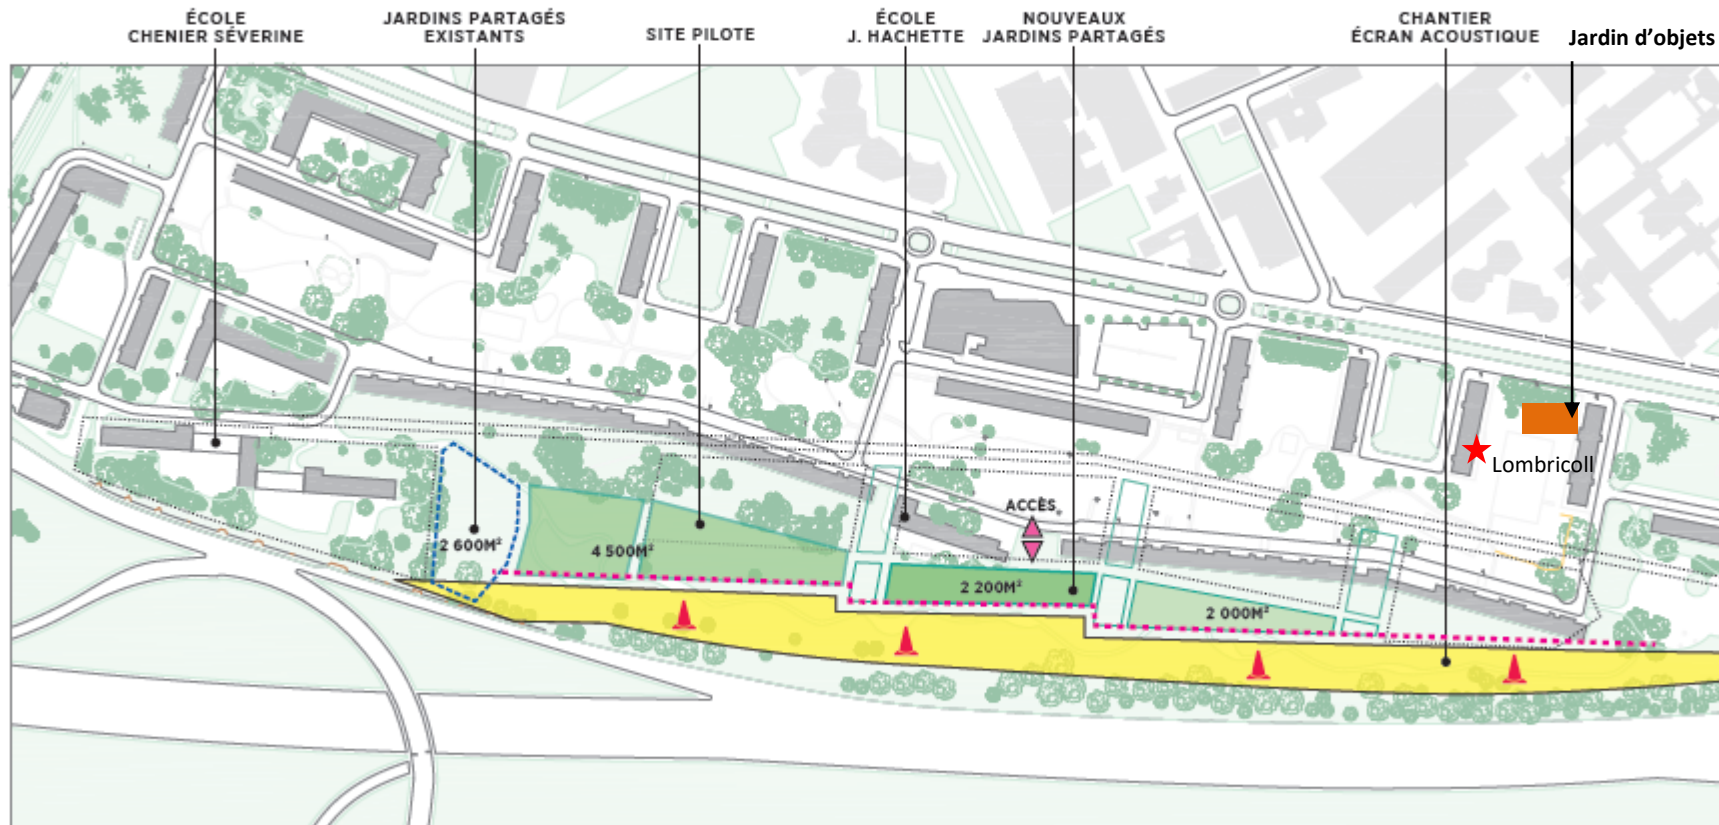 ÉCOLE
CHENIER SÉVERINE
JARDINS PARTAGÉS
EXISTANTS
SITE PILOTE
ÉCOLE
J. HACHETTE
NOUVEAUX
JARDINS PARTAGÉS
CHANTIER
ÉCRAN ACOUSTIQUE
Jardin d’objets
Lombricoll
ACCÈS
2 600M²
4 500M²
2 200M²
2 000M²